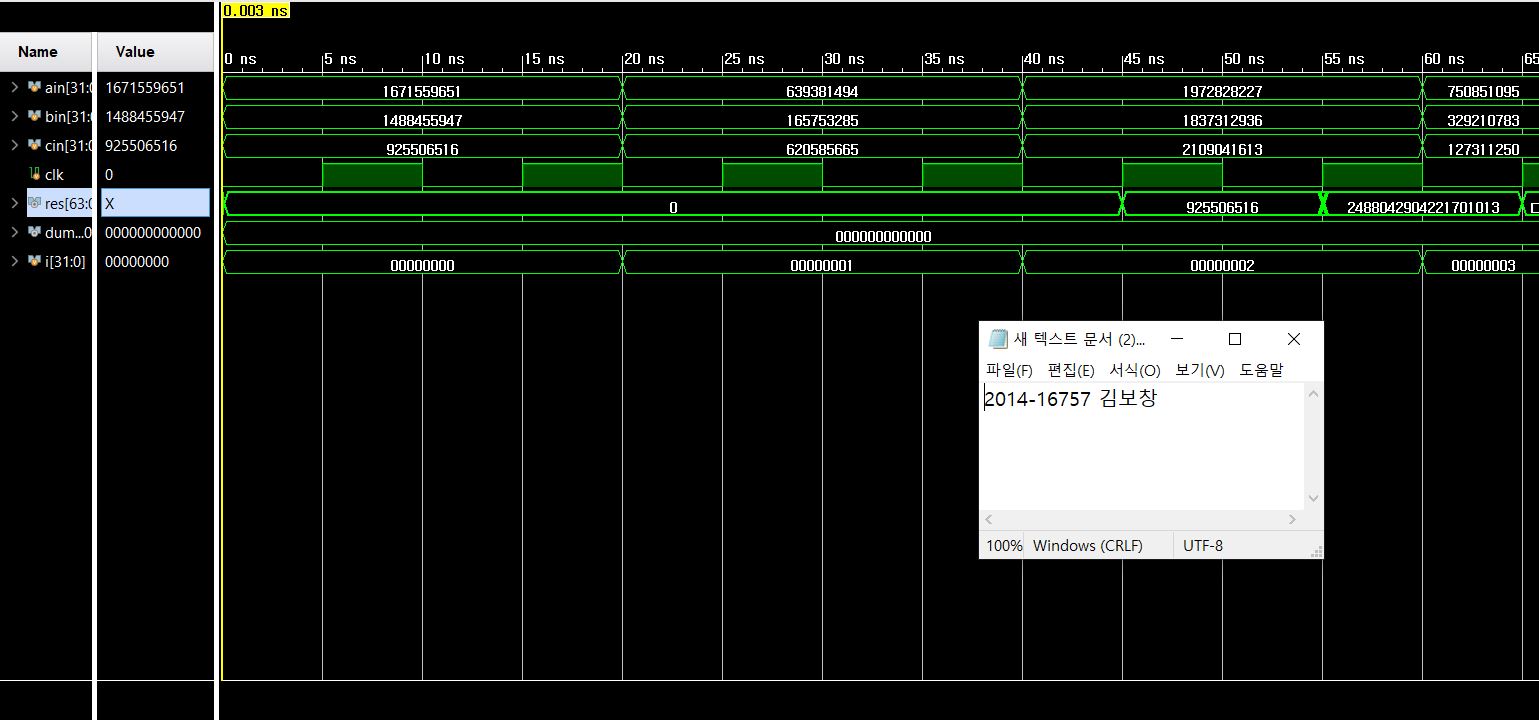 0.003 ns
Name Value
0 ns 5 ns 10 ns 15 ns 20 ns 25 ns 30 ns 35 ns 40 ns 45 ns 50 ns 55 ns 60 ns 65
ain[31:0 1671559651 1671559651 639381494 1972828227 750851095
bin[31:0 1488455947 1488455947 165753285 1837312936 329210783
cin[31:0 925506516 925506516 620585665 2109041613 127311250
clk 0
res[63:0 X 0 925506516 2488042904221701013
dum...0 000000000000 000000000000
i[31:0] 00000000 00000000 00000001 00000002 00000003
새 텍스트 문서 (2)...
파일(F) 편집(E) 서식(O) 보기(V) 도움말
2014-16757 김보창
100% Windows (CRLF) UTF-8